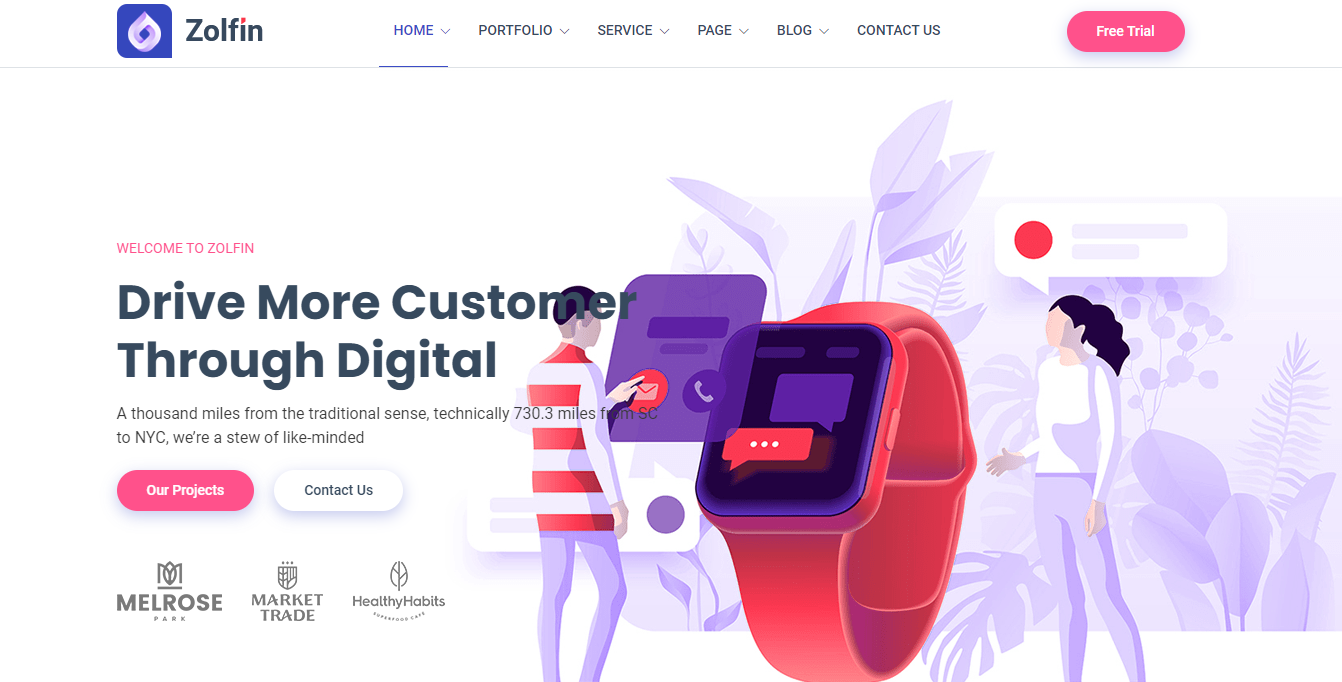 Zolfin
HOME
PORTFOLIO
SERVICE
PAGE
BLOG
CONTACT US
Free Trial
WELCOME TO ZOLFIN
Drive More Customer
Through Digital
A thousand miles from the traditional sense, technically 730.3 miles from SC
to NYC, we’re a stew of like-minded
Our Projects
Contact Us
MELROSE
PARK
MARKET
TRADE
HealthyHabits
SUPERFOOD CAFE